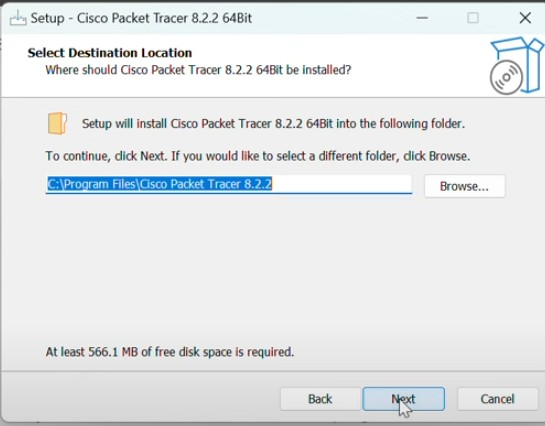 Setup - Cisco Packet Tracer 8.2.2 64Bit
Select Destination Location
Where should Cisco Packet Tracer 8.2.2 64Bit be installed?
Setup will install Cisco Packet Tracer 8.2.2 64Bit into the following folder.
To continue, click Next. If you would like to select a different folder, click Browse.
C:\Program Files\Cisco Packet Tracer 8.2.2
Browse...
At least 566.1 MB of free disk space is required.
Back
Next
Cancel